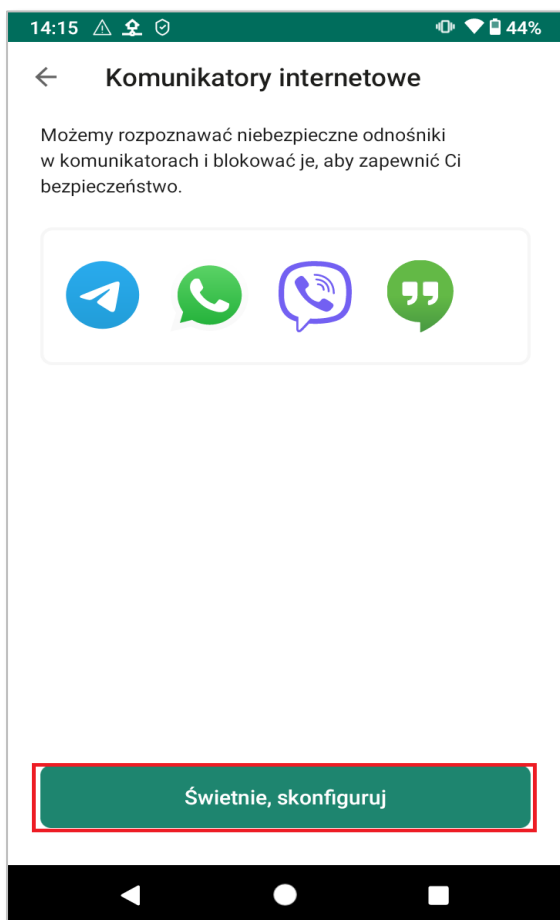 14:15
44%
Komunikatory internetowe
Możemy rozpoznawać niebezpieczne odnośniki
w komunikatorach i blokować je, aby zapewnić Ci
bezpieczeństwo.
Świetnie, skonfiguruj